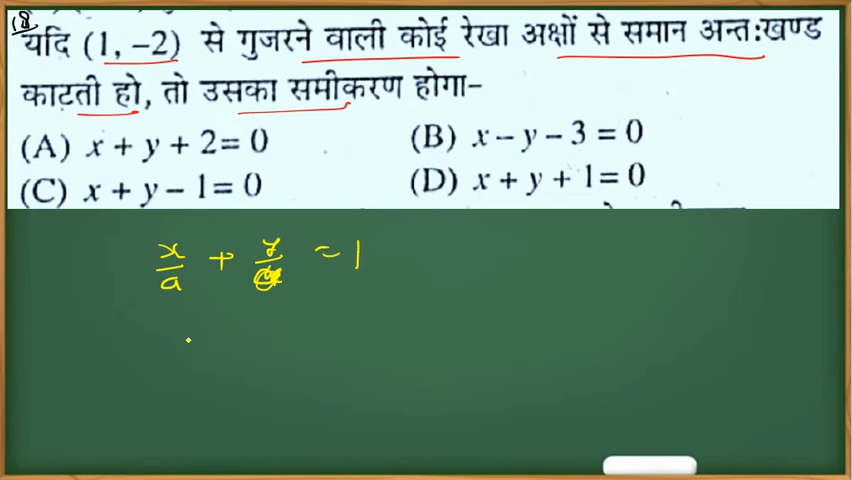 18
यदि (1, −2) से गुजरने वाली कोई रेखा अक्षों से समान अन्तःखण्ड
काटती हो, तो उसका समीकरण होगा−
(A) x + y + 2= 0 (B) x − y − 3 = 0
(C) x + y − 1= 0 (D) x + y + 1= 0
x/a + y/a = 1